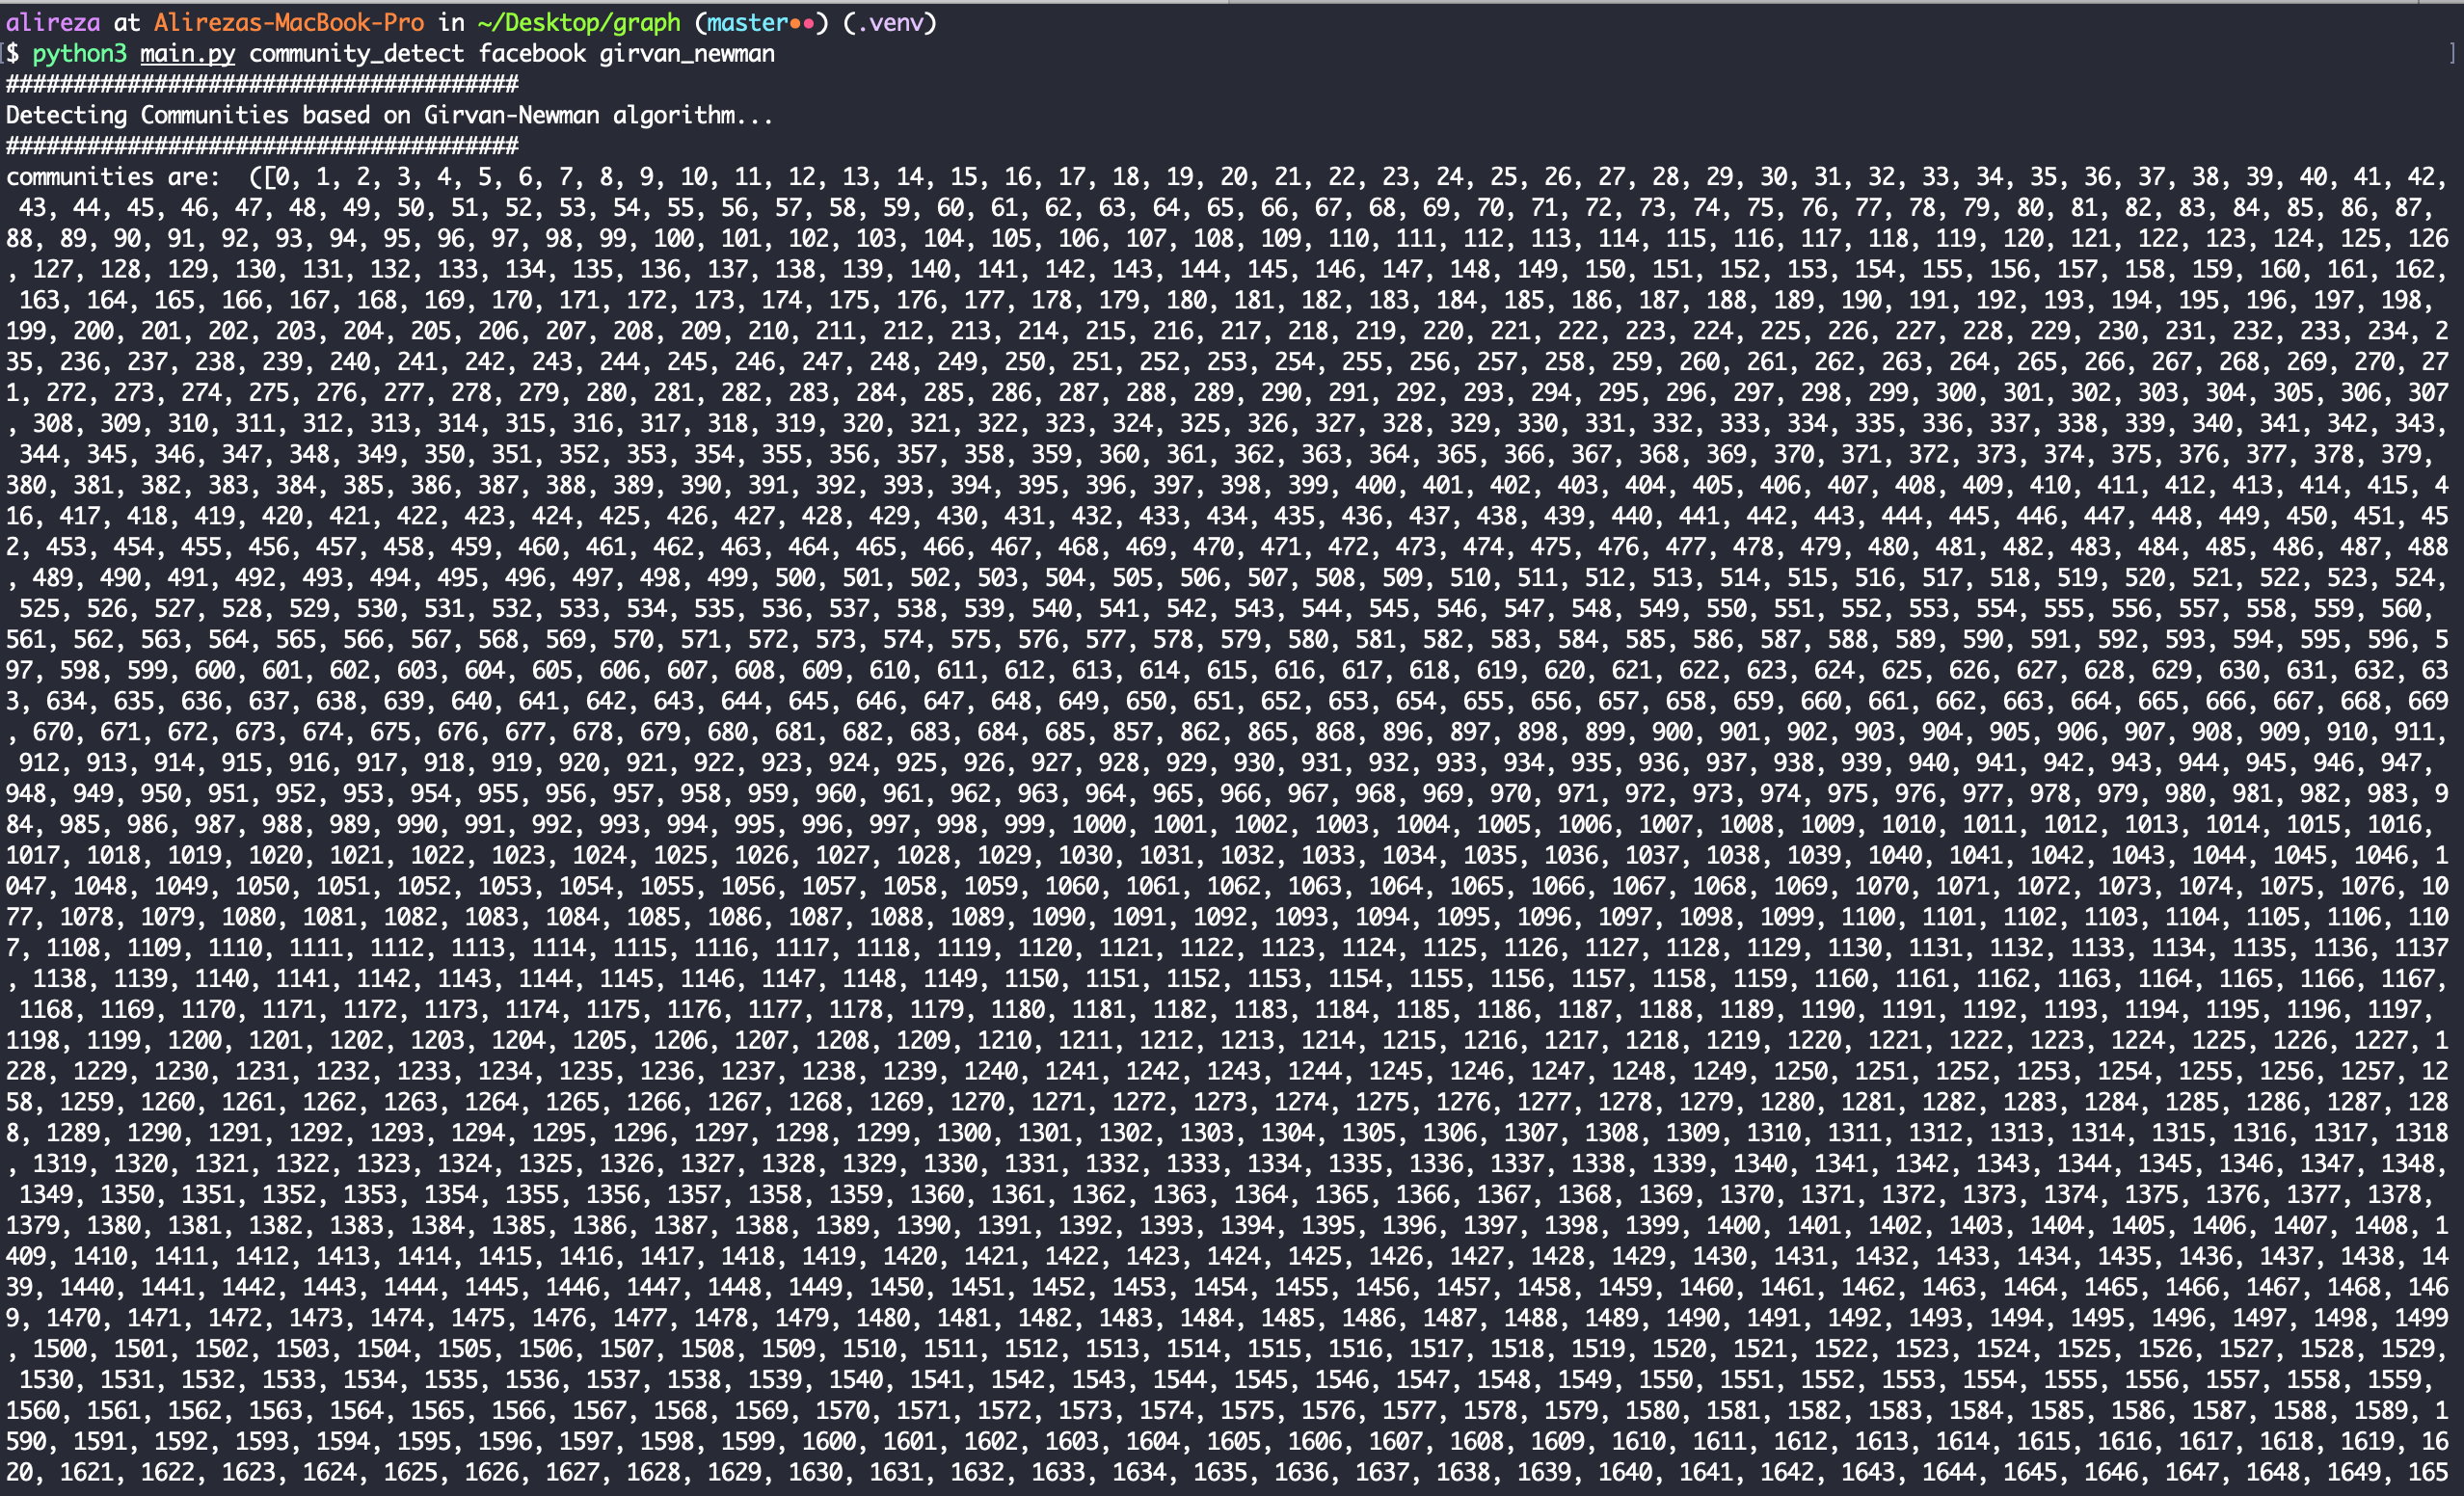 alireza at Alirezas-MacBook-Pro in ~/Desktop/graph (master●●) (.venv)
[$ python3 main.py community_detect facebook girvan_newman ]
######################################
Detecting Communities based on Girvan-Newman algorithm...
######################################
communities are:  ([0, 1, 2, 3, 4, 5, 6, 7, 8, 9, 10, 11, 12, 13, 14, 15, 16, 17, 18, 19, 20, 21, 22, 23, 24, 25, 26, 27, 28, 29, 30, 31, 32, 33, 34, 35, 36, 37, 38, 39, 40, 41, 42,
43, 44, 45, 46, 47, 48, 49, 50, 51, 52, 53, 54, 55, 56, 57, 58, 59, 60, 61, 62, 63, 64, 65, 66, 67, 68, 69, 70, 71, 72, 73, 74, 75, 76, 77, 78, 79, 80, 81, 82, 83, 84, 85, 86, 87,
88, 89, 90, 91, 92, 93, 94, 95, 96, 97, 98, 99, 100, 101, 102, 103, 104, 105, 106, 107, 108, 109, 110, 111, 112, 113, 114, 115, 116, 117, 118, 119, 120, 121, 122, 123, 124, 125, 126
, 127, 128, 129, 130, 131, 132, 133, 134, 135, 136, 137, 138, 139, 140, 141, 142, 143, 144, 145, 146, 147, 148, 149, 150, 151, 152, 153, 154, 155, 156, 157, 158, 159, 160, 161, 162,
163, 164, 165, 166, 167, 168, 169, 170, 171, 172, 173, 174, 175, 176, 177, 178, 179, 180, 181, 182, 183, 184, 185, 186, 187, 188, 189, 190, 191, 192, 193, 194, 195, 196, 197, 198,
199, 200, 201, 202, 203, 204, 205, 206, 207, 208, 209, 210, 211, 212, 213, 214, 215, 216, 217, 218, 219, 220, 221, 222, 223, 224, 225, 226, 227, 228, 229, 230, 231, 232, 233, 234, 2
35, 236, 237, 238, 239, 240, 241, 242, 243, 244, 245, 246, 247, 248, 249, 250, 251, 252, 253, 254, 255, 256, 257, 258, 259, 260, 261, 262, 263, 264, 265, 266, 267, 268, 269, 270, 27
1, 272, 273, 274, 275, 276, 277, 278, 279, 280, 281, 282, 283, 284, 285, 286, 287, 288, 289, 290, 291, 292, 293, 294, 295, 296, 297, 298, 299, 300, 301, 302, 303, 304, 305, 306, 307
, 308, 309, 310, 311, 312, 313, 314, 315, 316, 317, 318, 319, 320, 321, 322, 323, 324, 325, 326, 327, 328, 329, 330, 331, 332, 333, 334, 335, 336, 337, 338, 339, 340, 341, 342, 343,
344, 345, 346, 347, 348, 349, 350, 351, 352, 353, 354, 355, 356, 357, 358, 359, 360, 361, 362, 363, 364, 365, 366, 367, 368, 369, 370, 371, 372, 373, 374, 375, 376, 377, 378, 379,
380, 381, 382, 383, 384, 385, 386, 387, 388, 389, 390, 391, 392, 393, 394, 395, 396, 397, 398, 399, 400, 401, 402, 403, 404, 405, 406, 407, 408, 409, 410, 411, 412, 413, 414, 415, 4
16, 417, 418, 419, 420, 421, 422, 423, 424, 425, 426, 427, 428, 429, 430, 431, 432, 433, 434, 435, 436, 437, 438, 439, 440, 441, 442, 443, 444, 445, 446, 447, 448, 449, 450, 451, 45
2, 453, 454, 455, 456, 457, 458, 459, 460, 461, 462, 463, 464, 465, 466, 467, 468, 469, 470, 471, 472, 473, 474, 475, 476, 477, 478, 479, 480, 481, 482, 483, 484, 485, 486, 487, 488
, 489, 490, 491, 492, 493, 494, 495, 496, 497, 498, 499, 500, 501, 502, 503, 504, 505, 506, 507, 508, 509, 510, 511, 512, 513, 514, 515, 516, 517, 518, 519, 520, 521, 522, 523, 524,
525, 526, 527, 528, 529, 530, 531, 532, 533, 534, 535, 536, 537, 538, 539, 540, 541, 542, 543, 544, 545, 546, 547, 548, 549, 550, 551, 552, 553, 554, 555, 556, 557, 558, 559, 560,
561, 562, 563, 564, 565, 566, 567, 568, 569, 570, 571, 572, 573, 574, 575, 576, 577, 578, 579, 580, 581, 582, 583, 584, 585, 586, 587, 588, 589, 590, 591, 592, 593, 594, 595, 596, 5
97, 598, 599, 600, 601, 602, 603, 604, 605, 606, 607, 608, 609, 610, 611, 612, 613, 614, 615, 616, 617, 618, 619, 620, 621, 622, 623, 624, 625, 626, 627, 628, 629, 630, 631, 632, 63
3, 634, 635, 636, 637, 638, 639, 640, 641, 642, 643, 644, 645, 646, 647, 648, 649, 650, 651, 652, 653, 654, 655, 656, 657, 658, 659, 660, 661, 662, 663, 664, 665, 666, 667, 668, 669
, 670, 671, 672, 673, 674, 675, 676, 677, 678, 679, 680, 681, 682, 683, 684, 685, 857, 862, 865, 868, 896, 897, 898, 899, 900, 901, 902, 903, 904, 905, 906, 907, 908, 909, 910, 911,
912, 913, 914, 915, 916, 917, 918, 919, 920, 921, 922, 923, 924, 925, 926, 927, 928, 929, 930, 931, 932, 933, 934, 935, 936, 937, 938, 939, 940, 941, 942, 943, 944, 945, 946, 947,
948, 949, 950, 951, 952, 953, 954, 955, 956, 957, 958, 959, 960, 961, 962, 963, 964, 965, 966, 967, 968, 969, 970, 971, 972, 973, 974, 975, 976, 977, 978, 979, 980, 981, 982, 983, 9
84, 985, 986, 987, 988, 989, 990, 991, 992, 993, 994, 995, 996, 997, 998, 999, 1000, 1001, 1002, 1003, 1004, 1005, 1006, 1007, 1008, 1009, 1010, 1011, 1012, 1013, 1014, 1015, 1016,
1017, 1018, 1019, 1020, 1021, 1022, 1023, 1024, 1025, 1026, 1027, 1028, 1029, 1030, 1031, 1032, 1033, 1034, 1035, 1036, 1037, 1038, 1039, 1040, 1041, 1042, 1043, 1044, 1045, 1046, 1
047, 1048, 1049, 1050, 1051, 1052, 1053, 1054, 1055, 1056, 1057, 1058, 1059, 1060, 1061, 1062, 1063, 1064, 1065, 1066, 1067, 1068, 1069, 1070, 1071, 1072, 1073, 1074, 1075, 1076, 10
77, 1078, 1079, 1080, 1081, 1082, 1083, 1084, 1085, 1086, 1087, 1088, 1089, 1090, 1091, 1092, 1093, 1094, 1095, 1096, 1097, 1098, 1099, 1100, 1101, 1102, 1103, 1104, 1105, 1106, 110
7, 1108, 1109, 1110, 1111, 1112, 1113, 1114, 1115, 1116, 1117, 1118, 1119, 1120, 1121, 1122, 1123, 1124, 1125, 1126, 1127, 1128, 1129, 1130, 1131, 1132, 1133, 1134, 1135, 1136, 1137
, 1138, 1139, 1140, 1141, 1142, 1143, 1144, 1145, 1146, 1147, 1148, 1149, 1150, 1151, 1152, 1153, 1154, 1155, 1156, 1157, 1158, 1159, 1160, 1161, 1162, 1163, 1164, 1165, 1166, 1167,
1168, 1169, 1170, 1171, 1172, 1173, 1174, 1175, 1176, 1177, 1178, 1179, 1180, 1181, 1182, 1183, 1184, 1185, 1186, 1187, 1188, 1189, 1190, 1191, 1192, 1193, 1194, 1195, 1196, 1197,
1198, 1199, 1200, 1201, 1202, 1203, 1204, 1205, 1206, 1207, 1208, 1209, 1210, 1211, 1212, 1213, 1214, 1215, 1216, 1217, 1218, 1219, 1220, 1221, 1222, 1223, 1224, 1225, 1226, 1227, 1
228, 1229, 1230, 1231, 1232, 1233, 1234, 1235, 1236, 1237, 1238, 1239, 1240, 1241, 1242, 1243, 1244, 1245, 1246, 1247, 1248, 1249, 1250, 1251, 1252, 1253, 1254, 1255, 1256, 1257, 12
58, 1259, 1260, 1261, 1262, 1263, 1264, 1265, 1266, 1267, 1268, 1269, 1270, 1271, 1272, 1273, 1274, 1275, 1276, 1277, 1278, 1279, 1280, 1281, 1282, 1283, 1284, 1285, 1286, 1287, 128
8, 1289, 1290, 1291, 1292, 1293, 1294, 1295, 1296, 1297, 1298, 1299, 1300, 1301, 1302, 1303, 1304, 1305, 1306, 1307, 1308, 1309, 1310, 1311, 1312, 1313, 1314, 1315, 1316, 1317, 1318
, 1319, 1320, 1321, 1322, 1323, 1324, 1325, 1326, 1327, 1328, 1329, 1330, 1331, 1332, 1333, 1334, 1335, 1336, 1337, 1338, 1339, 1340, 1341, 1342, 1343, 1344, 1345, 1346, 1347, 1348,
1349, 1350, 1351, 1352, 1353, 1354, 1355, 1356, 1357, 1358, 1359, 1360, 1361, 1362, 1363, 1364, 1365, 1366, 1367, 1368, 1369, 1370, 1371, 1372, 1373, 1374, 1375, 1376, 1377, 1378,
1379, 1380, 1381, 1382, 1383, 1384, 1385, 1386, 1387, 1388, 1389, 1390, 1391, 1392, 1393, 1394, 1395, 1396, 1397, 1398, 1399, 1400, 1401, 1402, 1403, 1404, 1405, 1406, 1407, 1408, 1
409, 1410, 1411, 1412, 1413, 1414, 1415, 1416, 1417, 1418, 1419, 1420, 1421, 1422, 1423, 1424, 1425, 1426, 1427, 1428, 1429, 1430, 1431, 1432, 1433, 1434, 1435, 1436, 1437, 1438, 14
39, 1440, 1441, 1442, 1443, 1444, 1445, 1446, 1447, 1448, 1449, 1450, 1451, 1452, 1453, 1454, 1455, 1456, 1457, 1458, 1459, 1460, 1461, 1462, 1463, 1464, 1465, 1466, 1467, 1468, 146
9, 1470, 1471, 1472, 1473, 1474, 1475, 1476, 1477, 1478, 1479, 1480, 1481, 1482, 1483, 1484, 1485, 1486, 1487, 1488, 1489, 1490, 1491, 1492, 1493, 1494, 1495, 1496, 1497, 1498, 1499
, 1500, 1501, 1502, 1503, 1504, 1505, 1506, 1507, 1508, 1509, 1510, 1511, 1512, 1513, 1514, 1515, 1516, 1517, 1518, 1519, 1520, 1521, 1522, 1523, 1524, 1525, 1526, 1527, 1528, 1529,
1530, 1531, 1532, 1533, 1534, 1535, 1536, 1537, 1538, 1539, 1540, 1541, 1542, 1543, 1544, 1545, 1546, 1547, 1548, 1549, 1550, 1551, 1552, 1553, 1554, 1555, 1556, 1557, 1558, 1559,
1560, 1561, 1562, 1563, 1564, 1565, 1566, 1567, 1568, 1569, 1570, 1571, 1572, 1573, 1574, 1575, 1576, 1577, 1578, 1579, 1580, 1581, 1582, 1583, 1584, 1585, 1586, 1587, 1588, 1589, 1
590, 1591, 1592, 1593, 1594, 1595, 1596, 1597, 1598, 1599, 1600, 1601, 1602, 1603, 1604, 1605, 1606, 1607, 1608, 1609, 1610, 1611, 1612, 1613, 1614, 1615, 1616, 1617, 1618, 1619, 16
20, 1621, 1622, 1623, 1624, 1625, 1626, 1627, 1628, 1629, 1630, 1631, 1632, 1633, 1634, 1635, 1636, 1637, 1638, 1639, 1640, 1641, 1642, 1643, 1644, 1645, 1646, 1647, 1648, 1649, 165